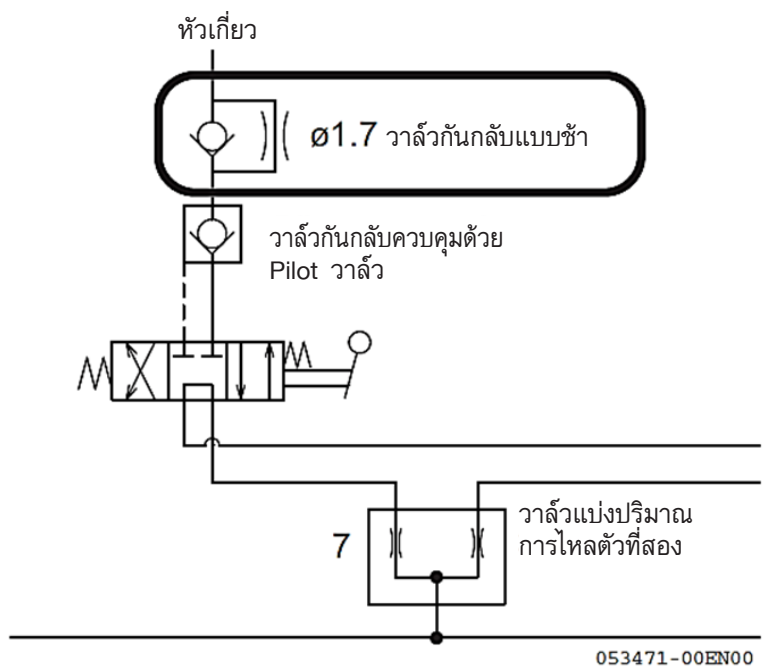 หัวเกี่ยว
ø1.7 วาล์วกันกลับแบบช้า
วาล์วกันกลับควบคุมด้วย
Pilot วาล์ว
7
วาล์วแบ่งปริมาณ
การไหลตัวที่สอง
053471-00EN00